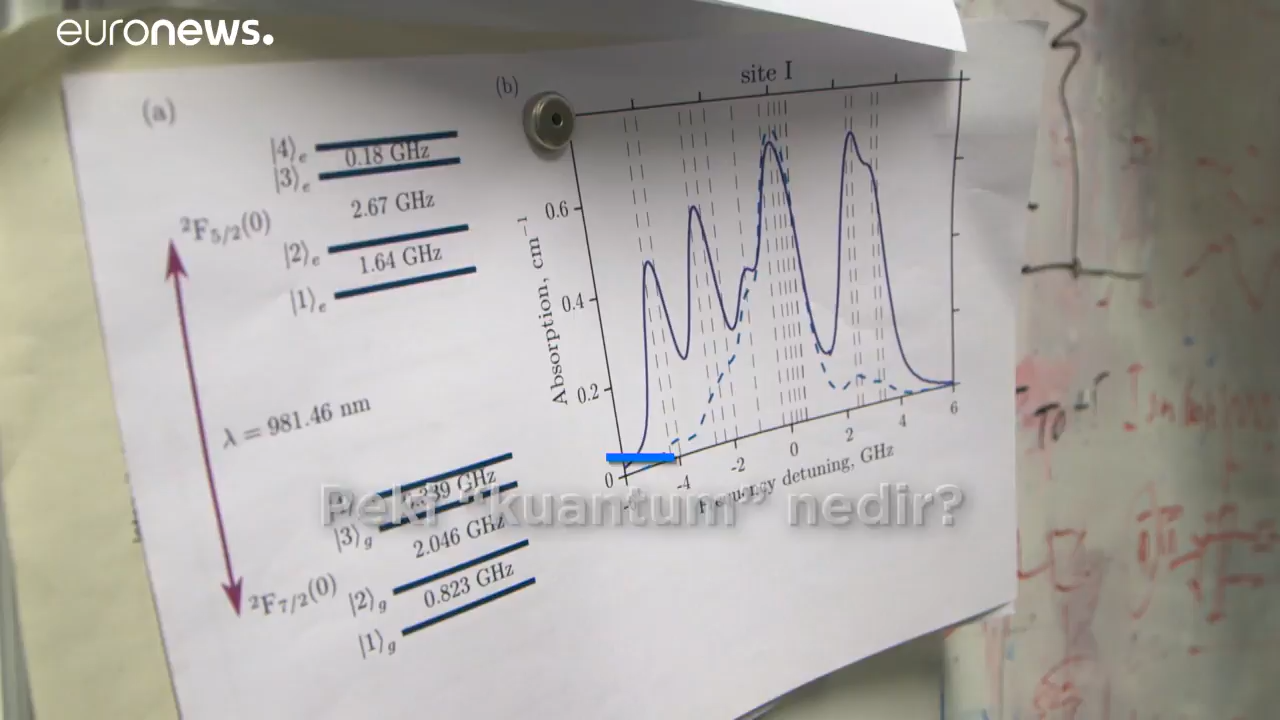 euronews.
(a)
|4⟩e
0.18 GHz
|3⟩e
2.67 GHz
²F5/2(0)
|2⟩e
1.64 GHz
|1⟩e
λ = 981.46 nm
|3⟩g
2.046 GHz
²F7/2(0)
|2⟩g
0.823 GHz
|1⟩g
(b)
site I
Absorption, cm⁻¹
0.6
0.4
0.2
0
-4
-2
0
2
4
6
detuning, GHz
Peki "kuantum" nedir?